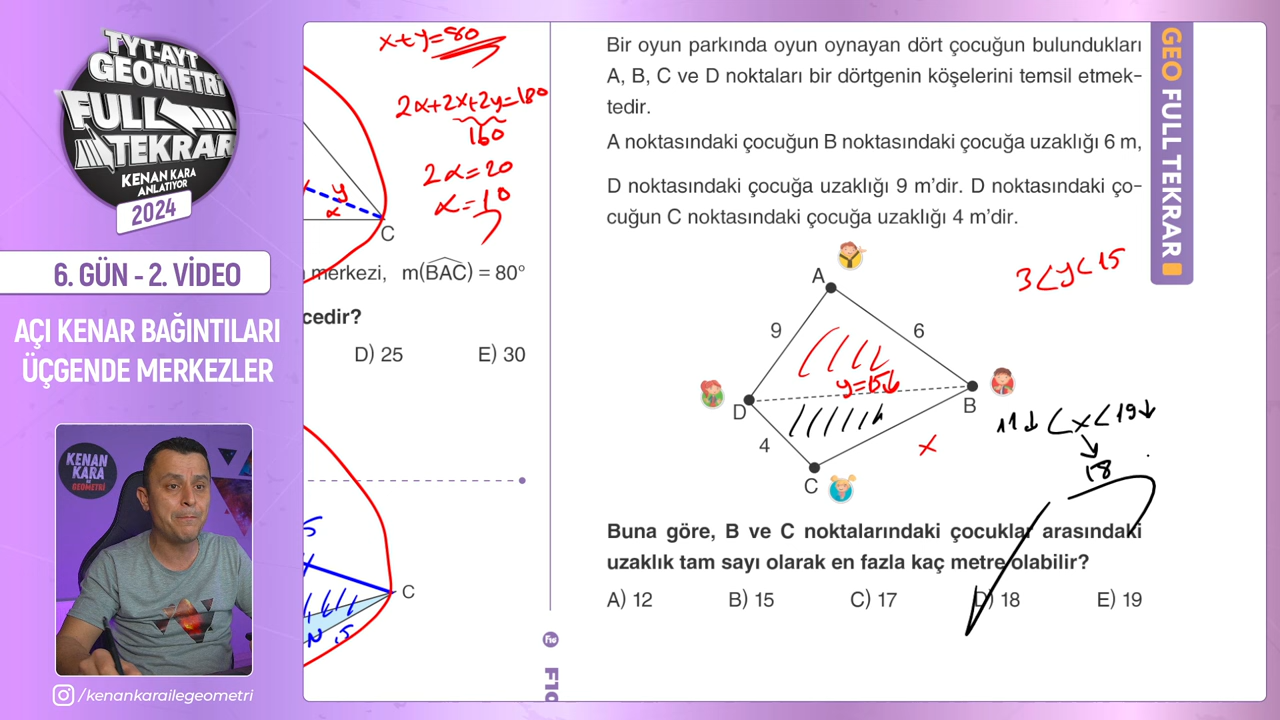 TYT-AYT
GEOMETRİ
FULL
TEKRAR
KENAN KARA
ANLATIYOR
2024
6. GÜN - 2. VİDEO
AÇI KENAR BAĞINTILARI
ÜÇGENDE MERKEZLER
KENAN
KARA
ile
GEOMETRİ
/kenankarailegeometri
x+y=80
2α+2x+2y=180
160
2α=20
α=10
y
α
C
merkezi, m(BAC) = 80°
cedir?
D) 25
E) 30
5
C
N
5
F10
F10
Bir oyun parkında oyun oynayan dört çocuğun bulundukları
A, B, C ve D noktaları bir dörtgenin köşelerini temsil etmek-
tedir.
A noktasındaki çocuğun B noktasındaki çocuğa uzaklığı 6 m,
D noktasındaki çocuğa uzaklığı 9 m’dir. D noktasındaki ço-
cuğun C noktasındaki çocuğa uzaklığı 4 m’dir.
3<y<15
A
9
6
D
B
4
C
x
11↓ <x<19↓
18
Buna göre, B ve C noktalarındaki çocuklar arasındaki
uzaklık tam sayı olarak en fazla kaç metre olabilir?
A) 12
B) 15
C) 17
D) 18
E) 19
GEO FULL TEKRAR